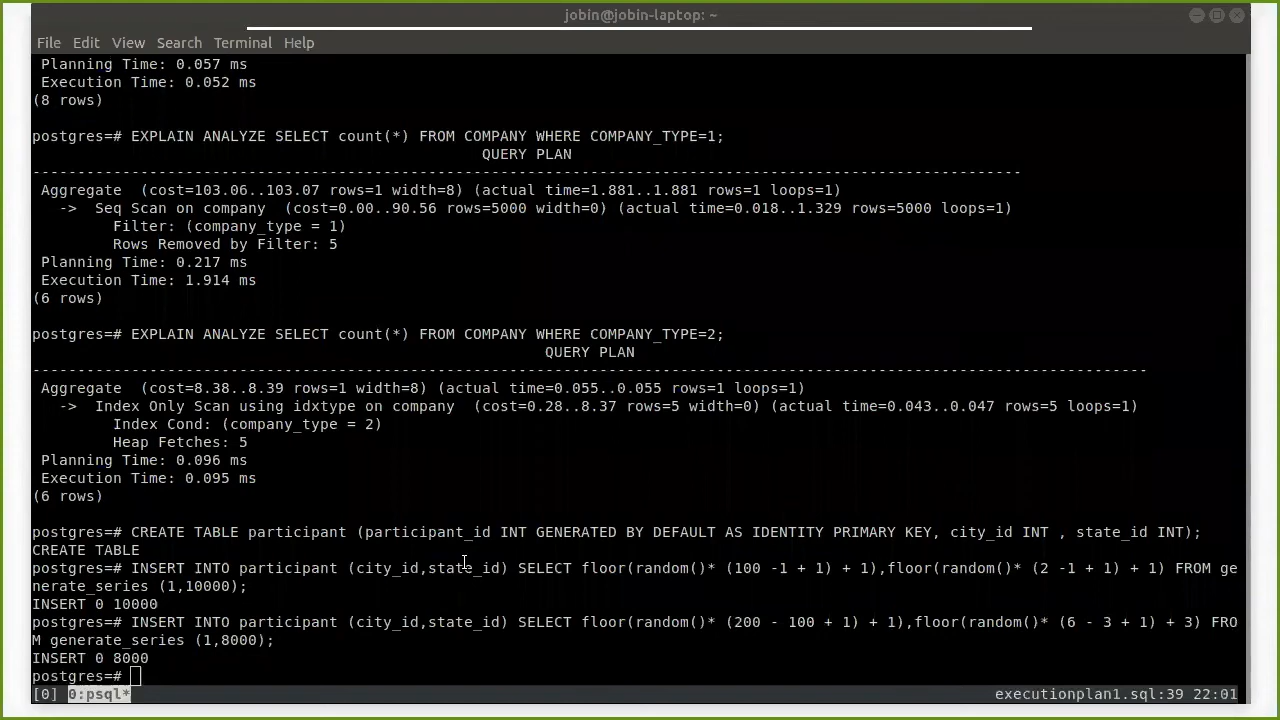 jobin@jobin-laptop: ~
File Edit View Search Terminal Help
Planning Time: 0.057 ms
Execution Time: 0.052 ms
(8 rows)
postgres=# EXPLAIN ANALYZE SELECT count(*) FROM COMPANY WHERE COMPANY_TYPE=1;
QUERY PLAN
-------------------------------------------------------------------------------------------------------------
Aggregate  (cost=103.06..103.07 rows=1 width=8) (actual time=1.881..1.881 rows=1 loops=1)
->  Seq Scan on company  (cost=0.00..90.56 rows=5000 width=0) (actual time=0.018..1.329 rows=5000 loops=1)
Filter: (company_type = 1)
Rows Removed by Filter: 5
Planning Time: 0.217 ms
Execution Time: 1.914 ms
(6 rows)
postgres=# EXPLAIN ANALYZE SELECT count(*) FROM COMPANY WHERE COMPANY_TYPE=2;
QUERY PLAN
---------------------------------------------------------------------------------------------------------------------------
Aggregate  (cost=8.38..8.39 rows=1 width=8) (actual time=0.055..0.055 rows=1 loops=1)
->  Index Only Scan using idxtype on company  (cost=0.28..8.37 rows=5 width=0) (actual time=0.043..0.047 rows=5 loops=1)
Index Cond: (company_type = 2)
Heap Fetches: 5
Planning Time: 0.096 ms
Execution Time: 0.095 ms
(6 rows)
postgres=# CREATE TABLE participant (participant_id INT GENERATED BY DEFAULT AS IDENTITY PRIMARY KEY, city_id INT , state_id INT);
CREATE TABLE
postgres=# INSERT INTO participant (city_id,state_id) SELECT floor(random()* (100 -1 + 1) + 1),floor(random()* (2 -1 + 1) + 1) FROM ge
nerate_series (1,10000);
INSERT 0 10000
postgres=# INSERT INTO participant (city_id,state_id) SELECT floor(random()* (200 - 100 + 1) + 1),floor(random()* (6 - 3 + 1) + 3) FRO
M generate_series (1,8000);
INSERT 0 8000
postgres=#
[0] 0:psql* executionplan1.sql:39 22:01